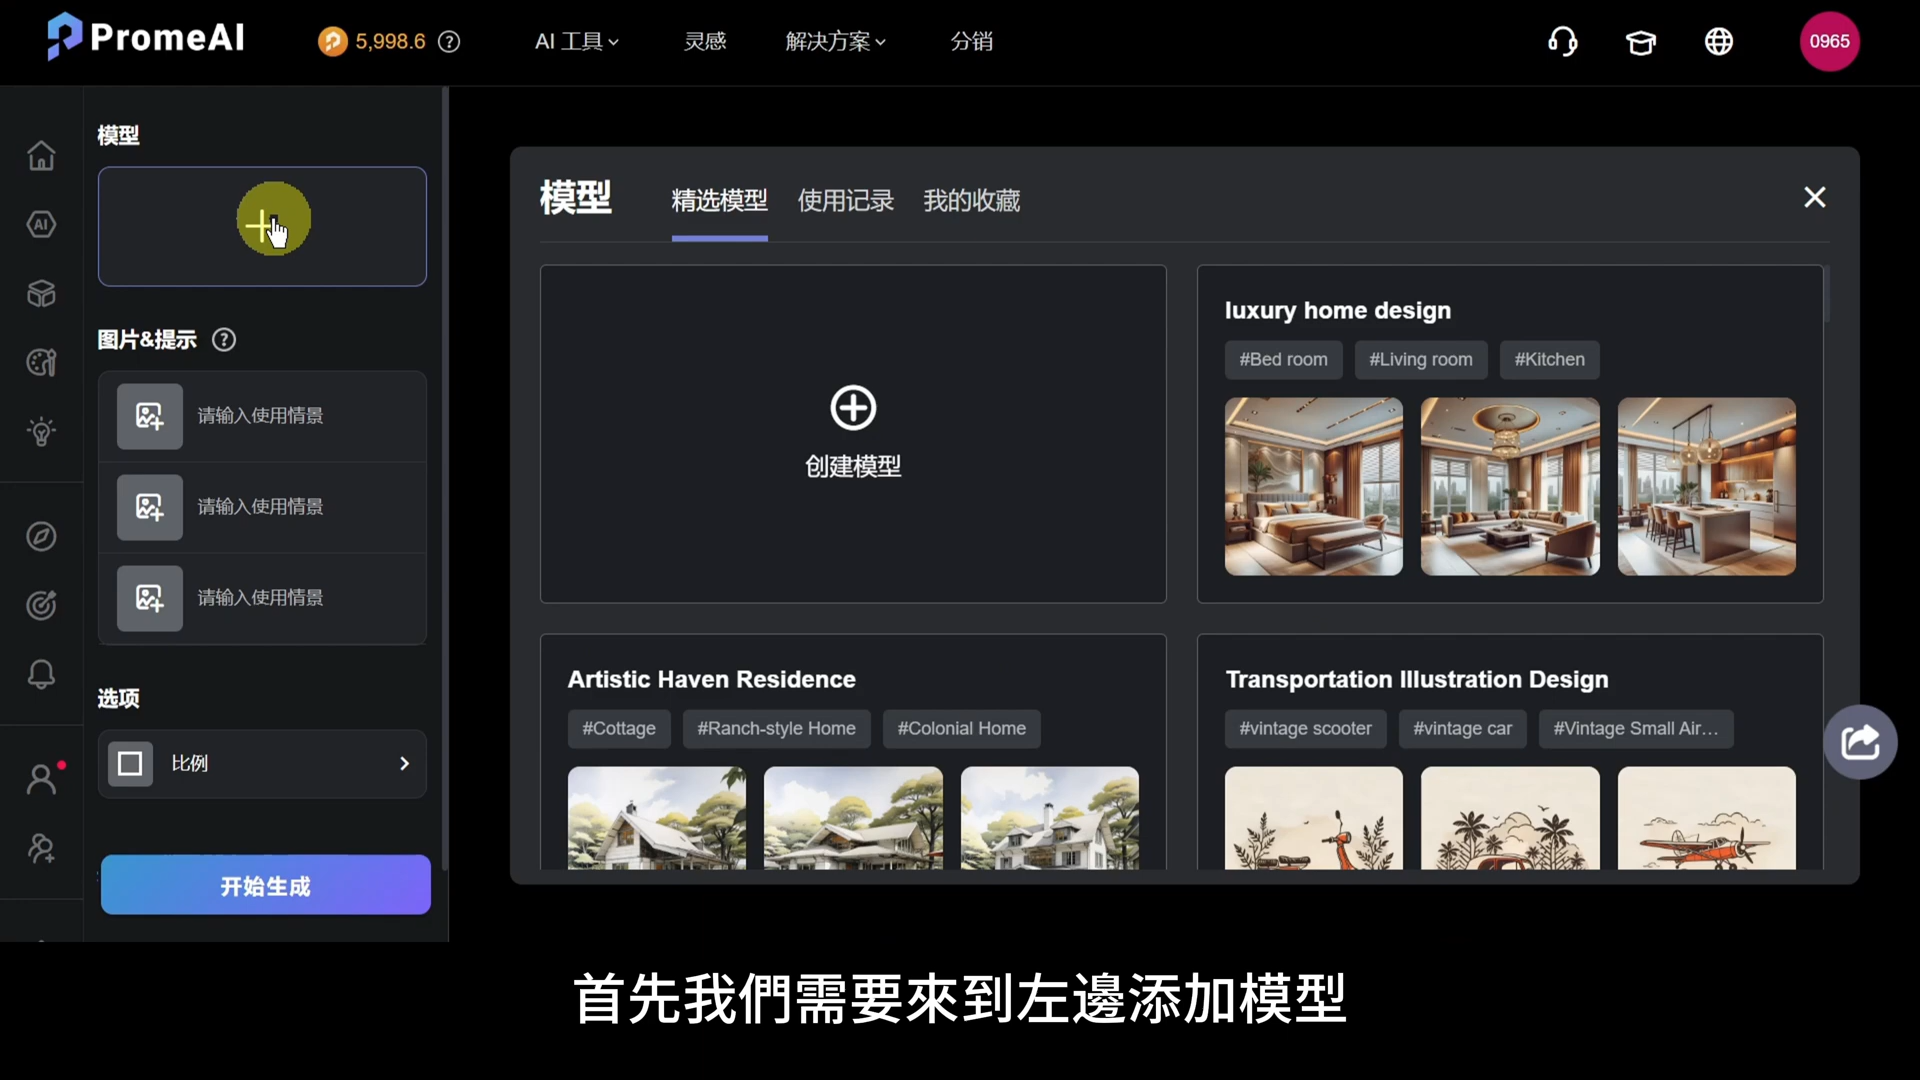 PromeAI
5,998.6
AI 工具
灵感
解决方案
分销
0965
模型
图片&提示
请输入使用情景
请输入使用情景
请输入使用情景
选项
比例
开始生成
模型
精选模型
使用记录
我的收藏
创建模型
luxury home design
#Bed room
#Living room
#Kitchen
Artistic Haven Residence
#Cottage
#Ranch-style Home
#Colonial Home
Transportation Illustration Design
#vintage scooter
#vintage car
#Vintage Small Air...
首先我們需要來到左邊添加模型